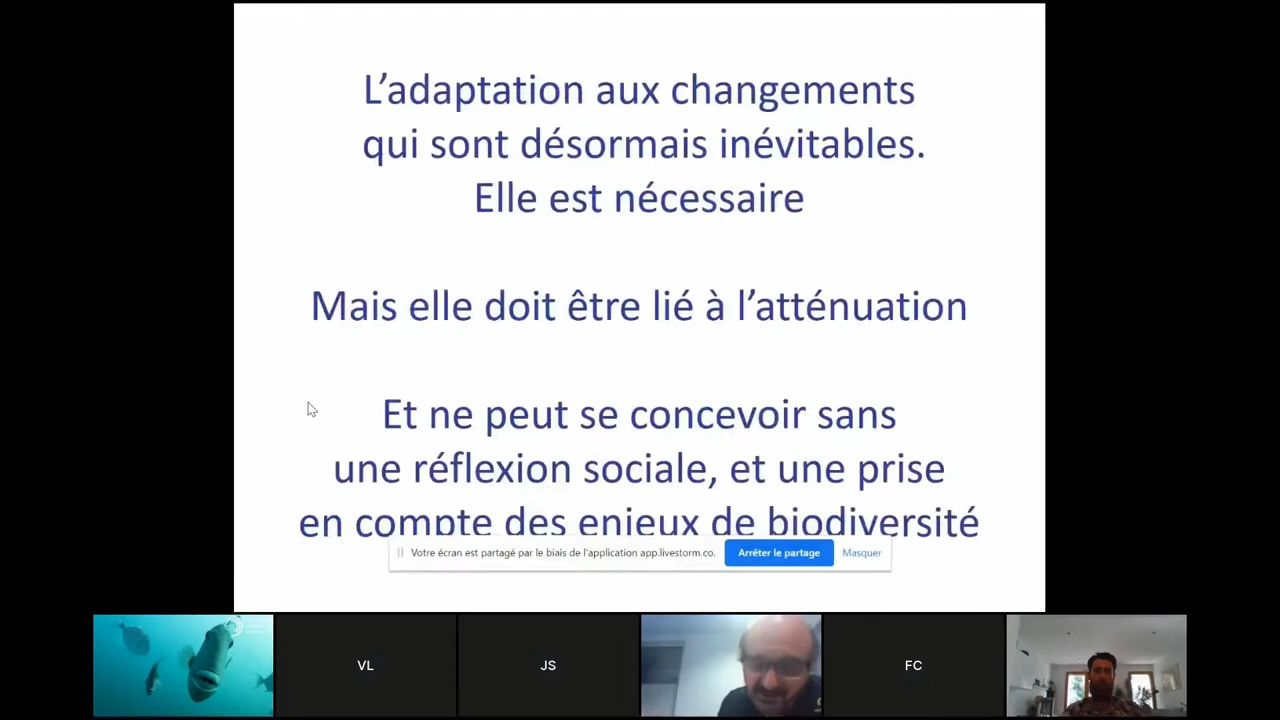 L'adaptation aux changements
qui sont désormais inévitables.
Elle est nécessaire
Mais elle doit être lié à l'atténuation
Et ne peut se concevoir sans
une réflexion sociale, et une prise
en compte des enjeux de biodiversité
Votre écran est partagé par le biais de l'application app.livestorm.co.
Arrêter le partage
Masquer
VL
JS
FC